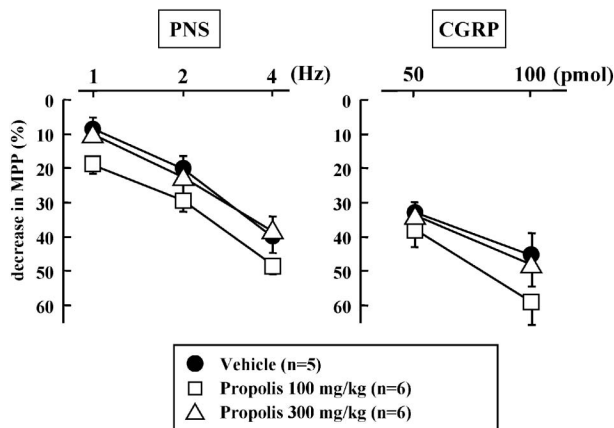 PNS
CGRP
1 2 4 (Hz)
50 100 (pmol)
decrease in MPP (%)
0
10
20
30
40
50
60
0
10
20
30
40
50
60
Vehicle (n=5)
Propolis 100 mg/kg (n=6)
Propolis 300 mg/kg (n=6)